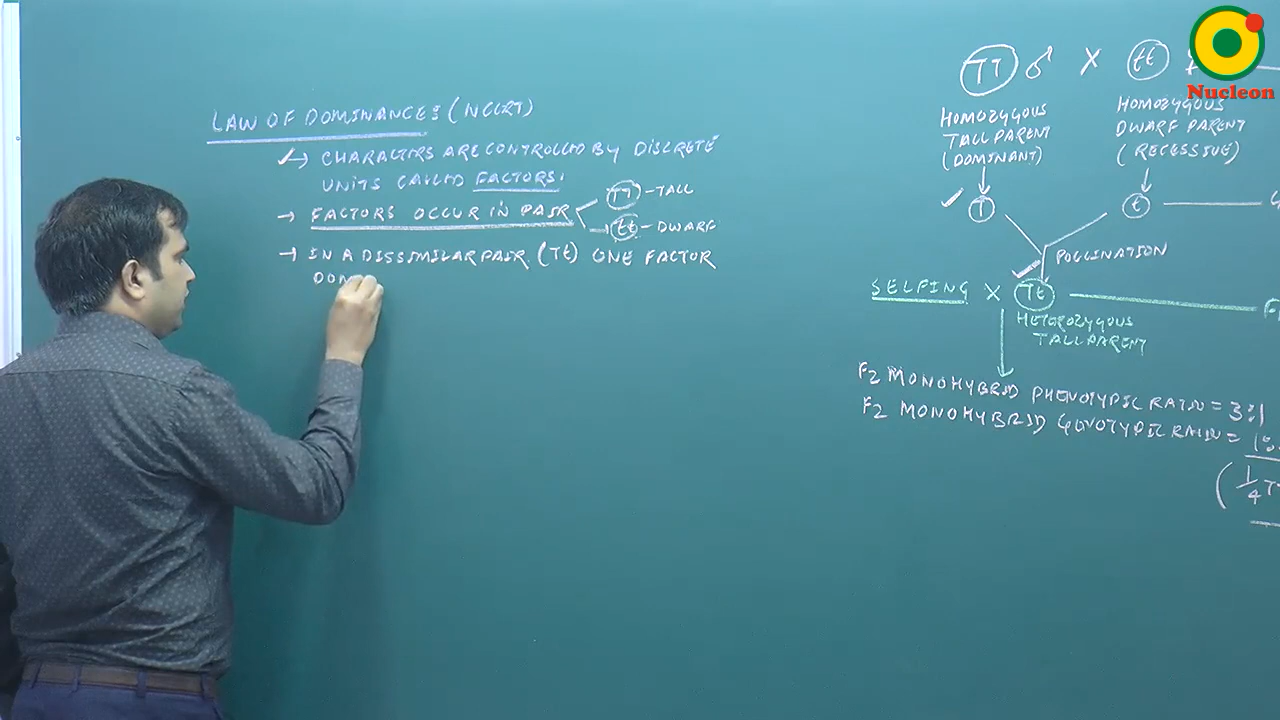 LAW OF DOMINANCE: (NCERT)
→ CHARACTERS ARE CONTROLLED BY DISCRETE
UNITS CALLED FACTORS.
→ FACTORS OCCUR IN PAIR
TT - TALL
tt - DWARF
→ IN A DISSIMILAR PAIR (Tt) ONE FACTOR
DOM
TT ♂ X tt
HOMOZYGOUS
TALL PARENT
(DOMINANT)
HOMOZYGOUS
DWARF PARENT
(RECESSIVE)
T
t
POLLINATION
SELFING X Tt
HETEROZYGOUS
TALL PARENT
F2 MONOHYBRID PHENOTYPIC RATIO = 3:1
F2 MONOHYBRID GENOTYPIC RATIO = 1:
Nucleon